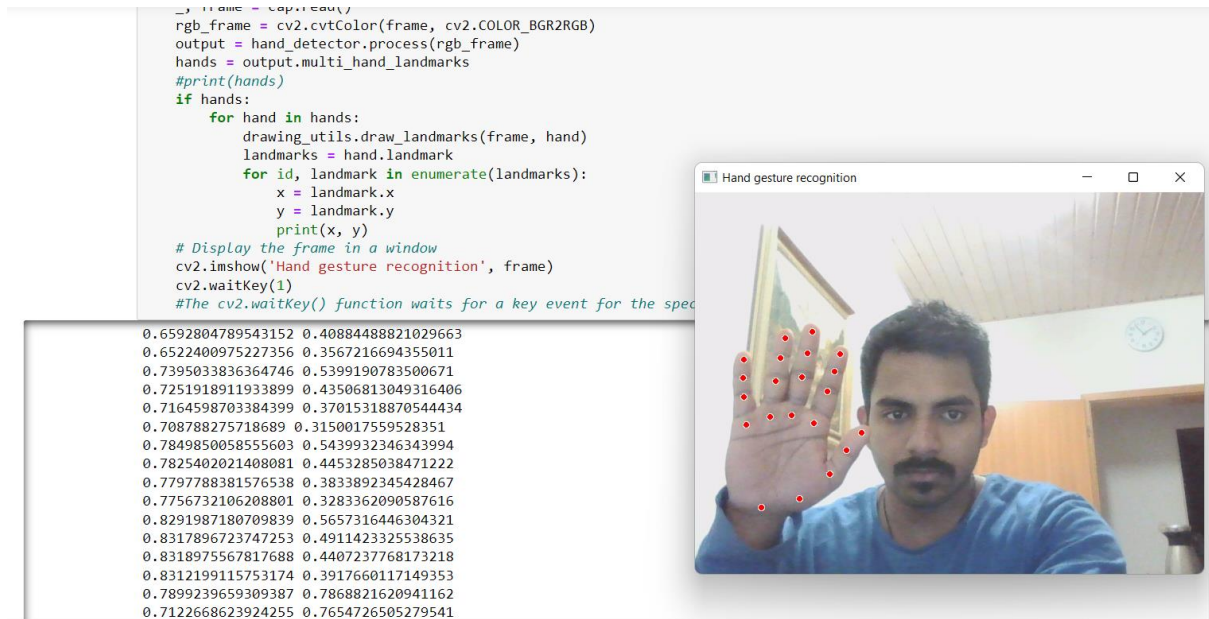 _, frame = cap.read()
rgb_frame = cv2.cvtColor(frame, cv2.COLOR_BGR2RGB)
output = hand_detector.process(rgb_frame)
hands = output.multi_hand_landmarks
#print(hands)
if hands:
for hand in hands:
drawing_utils.draw_landmarks(frame, hand)
landmarks = hand.landmark
for id, landmark in enumerate(landmarks):
x = landmark.x
y = landmark.y
print(x, y)
# Display the frame in a window
cv2.imshow('Hand gesture recognition', frame)
cv2.waitKey(1)
#The cv2.waitKey() function waits for a key event for the spec
Hand gesture recognition
0.6592804789543152 0.40884488821029663
0.6522400975227356 0.3567216694355011
0.7395033836364746 0.5399190783500671
0.7251918911933899 0.43506813049316406
0.7164598703384399 0.37015318870544434
0.708788275718689 0.3150017559528351
0.7849850058555603 0.5439932346343994
0.7825402021408081 0.4453285038471222
0.7797788381576538 0.3833892345428467
0.7756732106208801 0.3283362090587616
0.8291987180709839 0.5657316446304321
0.8317896723747253 0.4911423325538635
0.8318975567817688 0.4407237768173218
0.8312199115753174 0.3917660117149353
0.7899239659309387 0.7868821620941162
0.7122668623924255 0.7654726505279541